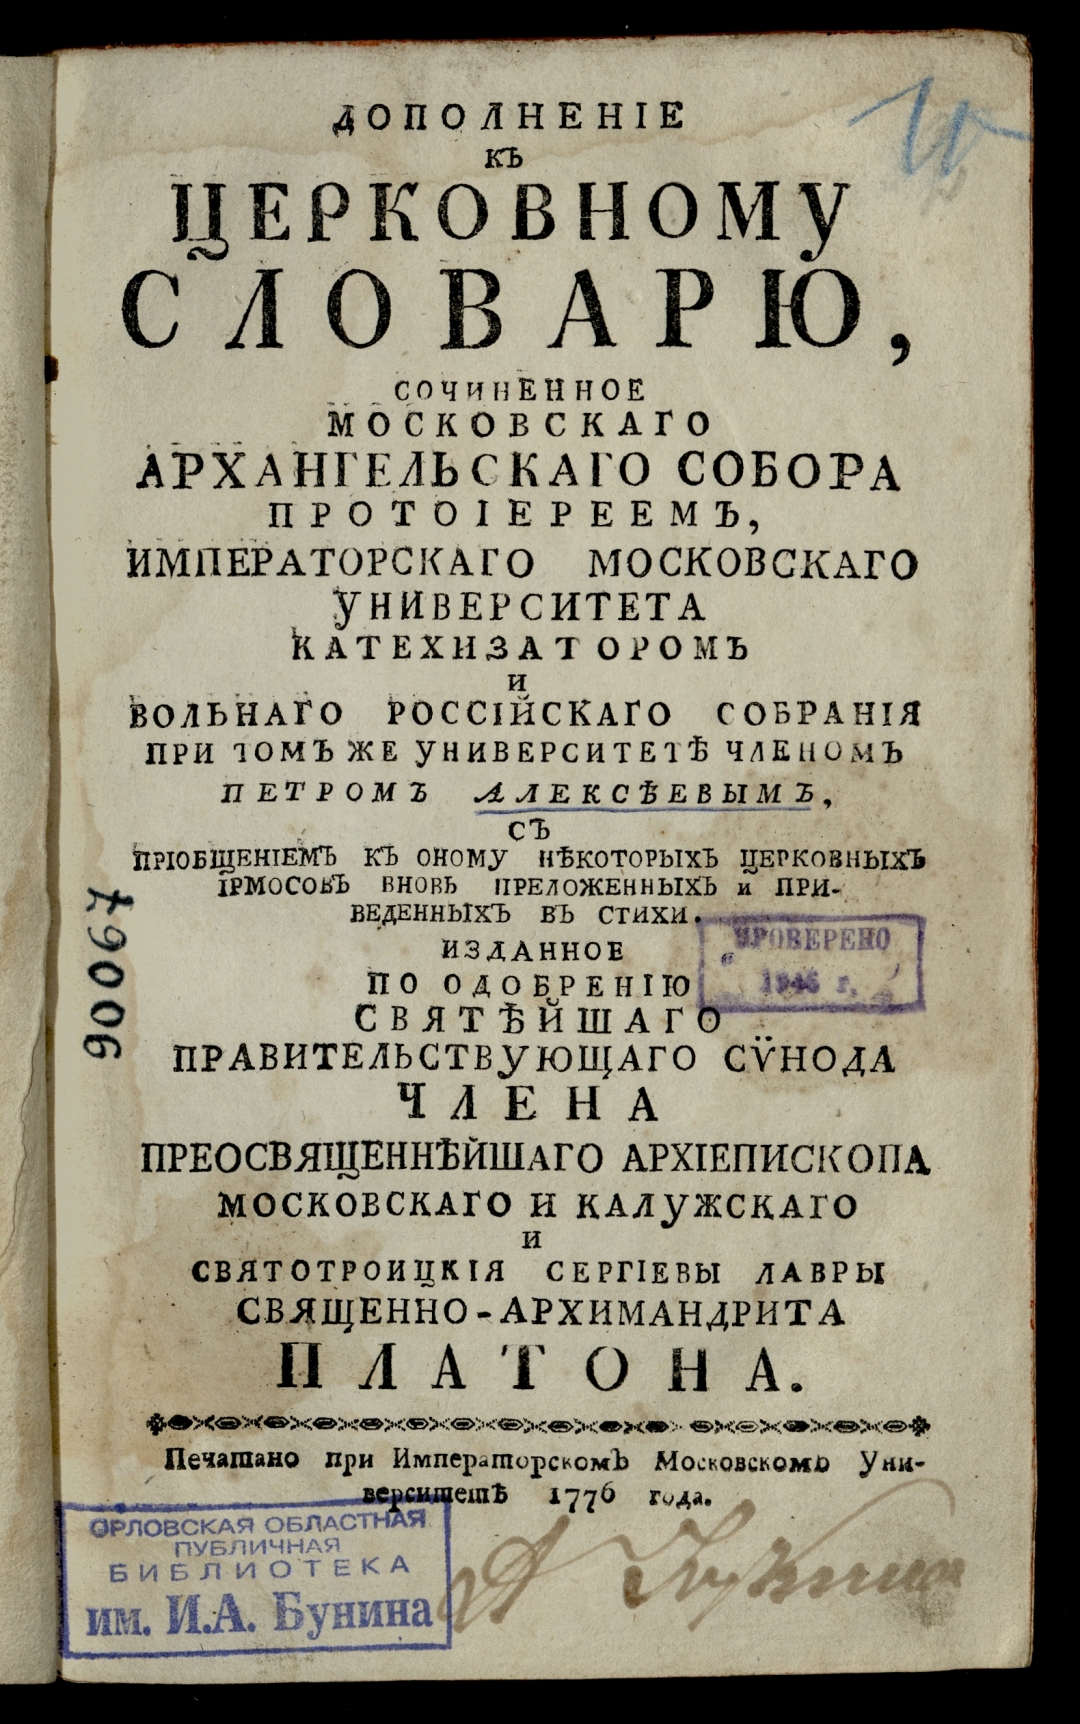 ДОПОЛНЕНІЕ
КЪ
ЦЕРКОВНОМУ
СЛОВАРЮ,
СОЧИНЕННОЕ
МОСКОВСКАГО
АРХАНГЕЛЬСКАГО СОБОРА
ПРОТОІЕРЕЕМЪ,
ИМПЕРАТОРСКАГО МОСКОВСКАГО
УНИВЕРСИТЕТА
КАТЕХИЗАТОРОМЪ
И
ВОЛЬНАГО РОССІЙСКАГО СОБРАНІЯ
ПРИ ТОМЪ ЖЕ УНИВЕРСИТЕТѢ ЧЛЕНОМЪ
ПЕТРОМЪ АЛЕКСѢЕВЫМЪ,
СЪ
ПРІОБЩЕНІЕМЪ КЪ ОНОМУ НѢКОТОРЫХЪ ЦЕРКОВНЫХЪ
ІРМОСОВЪ ВНОВЬ ПРЕЛОЖЕННЫХЪ и ПРИ-
ВЕДЕННЫХЪ ВЪ СТИХИ.
ИЗДАННОЕ
ПО ОДОБРЕНІЮ
СВЯТѢЙШАГО
ПРАВИТЕЛЬСТВУЮЩАГО СѴНОДА
ЧЛЕНА
ПРЕОСВЯЩЕННѢЙШАГО АРХІЕПИСКОПА
МОСКОВСКАГО И КАЛУЖСКАГО
И
СВЯТОТРОИЦКІЯ СЕРГІЕВЫ ЛАВРЫ
СВЯЩЕННО-АРХИМАНДРИТА
ПЛАТОНА.
Печатано при Императорскомъ Московскомъ Уни-
верситетѣ 1776 года.
90067
ПРОВЕРЕНО
1946 г.
ОРЛОВСКАЯ ОБЛАСТНАЯ
ПУБЛИЧНАЯ
БИБЛИОТЕКА
им. И.А. Бунина